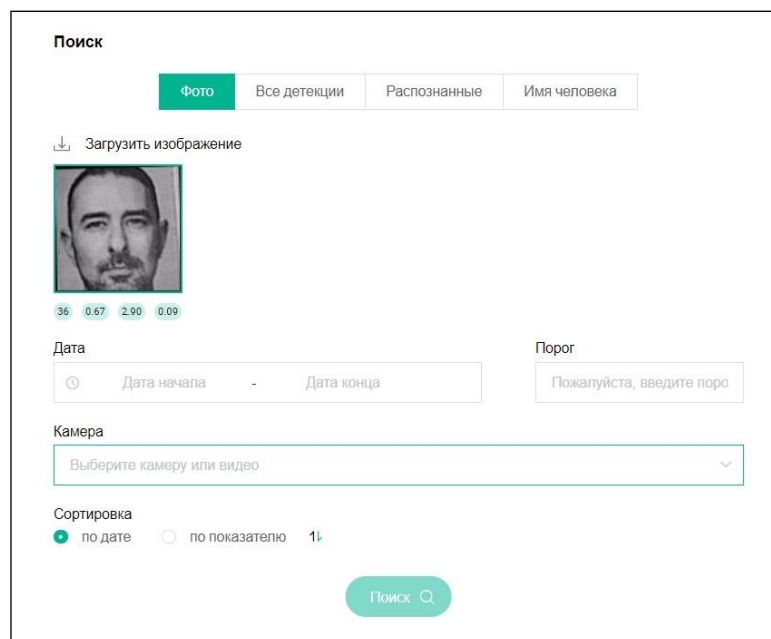 Поиск
Фото Все детекции Распознанные Имя человека
Загрузить изображение
36 0.67 2.90 0.09
Дата Порог
Дата начала - Дата конца Пожалуйста, введите поро
Камера
Выберите камеру или видео
Сортировка
по дате по показателю 1
Поиск